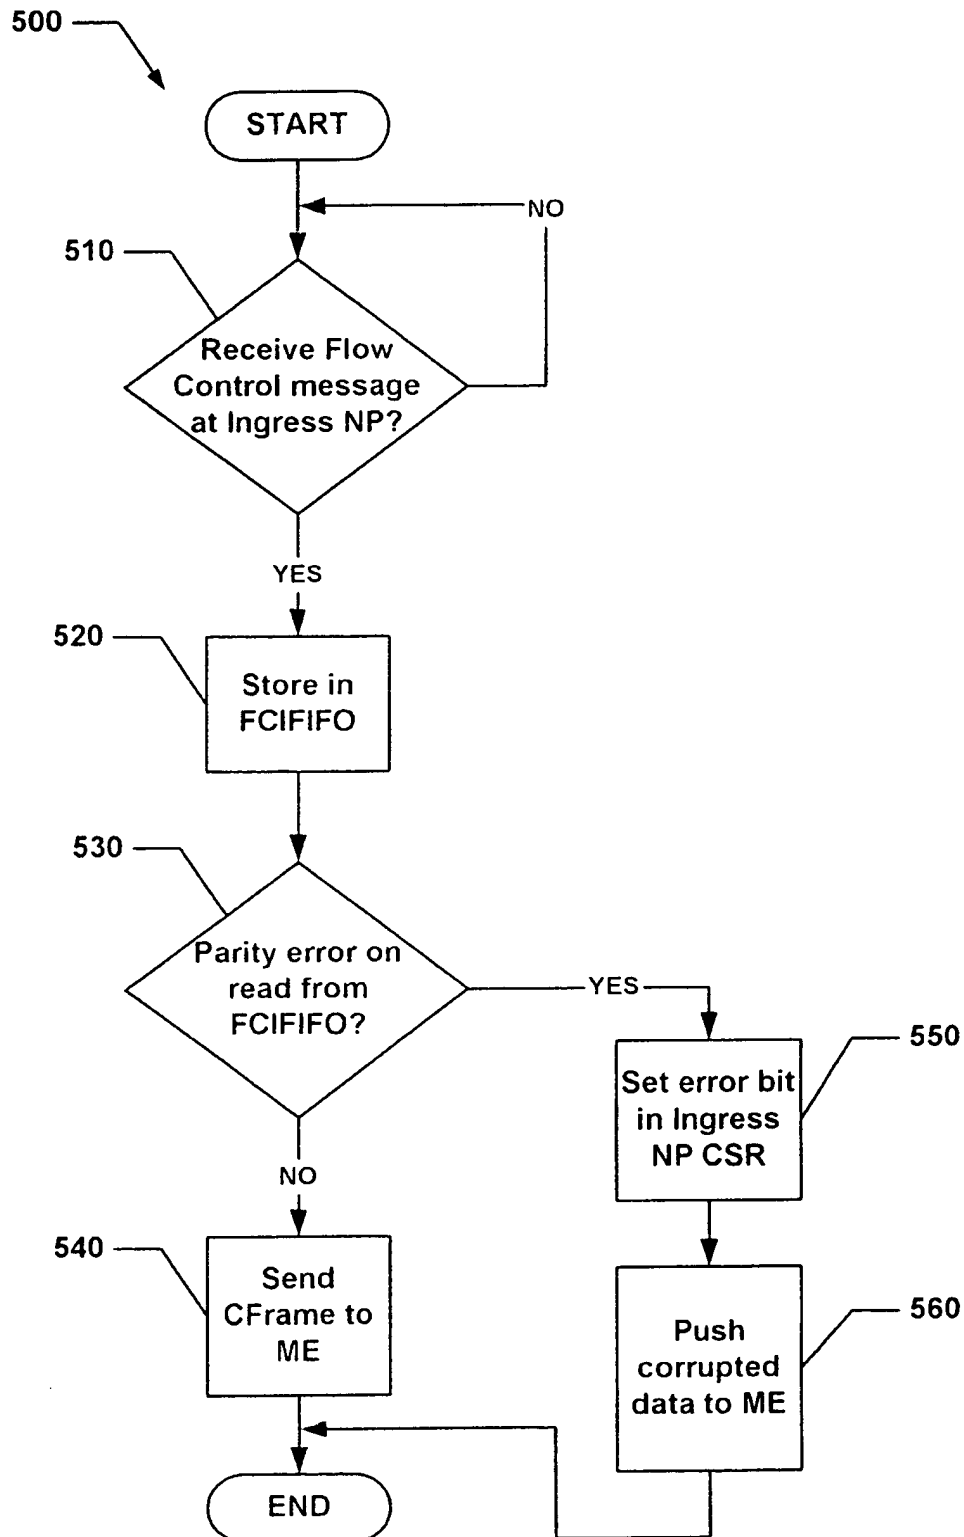 500
START
NO
510
Receive Flow
Control message
at Ingress NP?
YES
520
Store in
FCIFIFO
530
Parity error on
read from
FCIFIFO?
YES
550
Set error bit
in Ingress
NP CSR
NO
540
Send
CFrame to
ME
560
Push
corrupted
data to ME
END